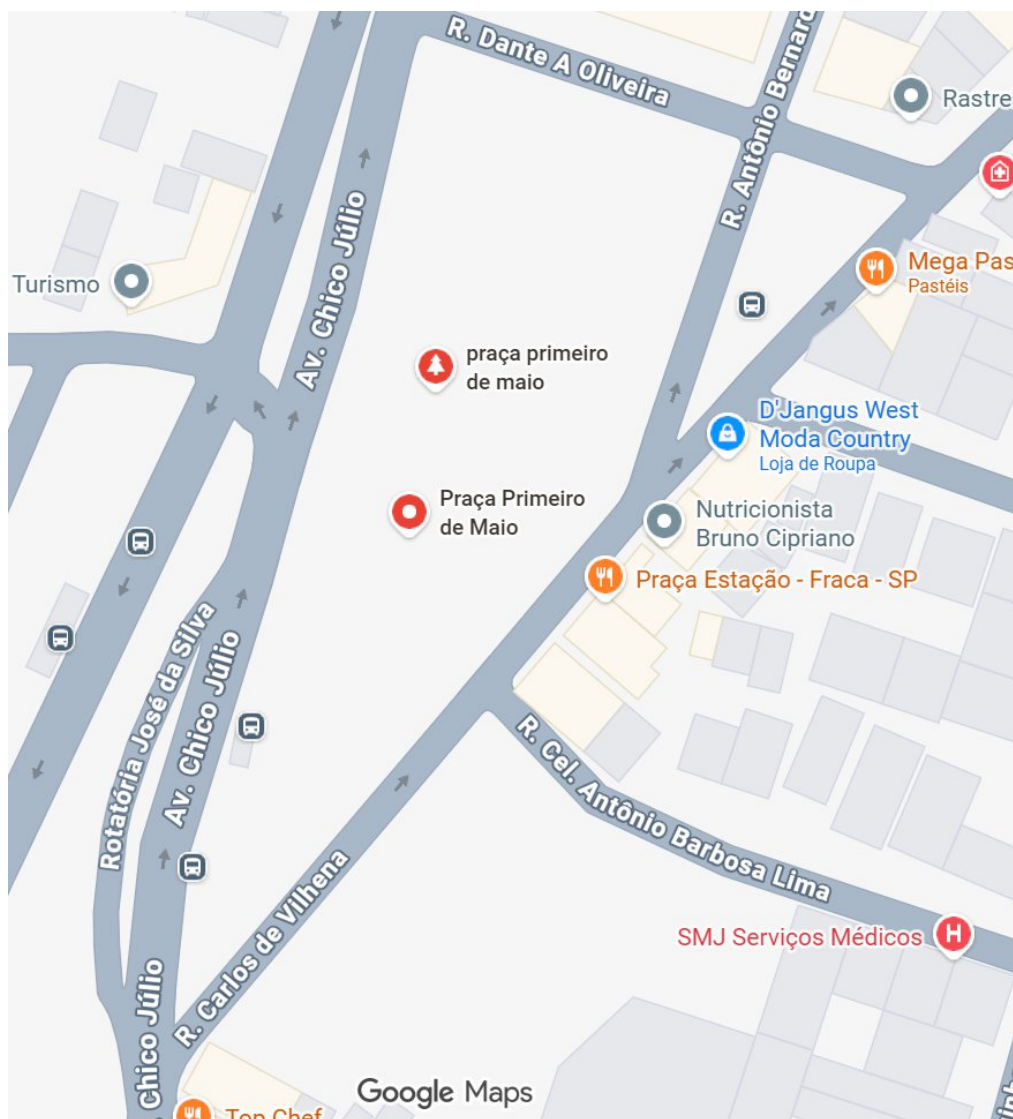 R. Dante A Oliveira
R. Antônio Bernard
Rastre
Av. Chico Júlio
Turismo
Mega Pas
Pastéis
praça primeiro
de maio
D'Jangus West
Moda Country
Loja de Roupa
Praça Primeiro
de Maio
Nutricionista
Bruno Cipriano
Praça Estação - Fraca - SP
Rotatória José da Silva
Av. Chico Júlio
R. Cel. Antônio Barbosa Lima
R. Carlos de Vilhena
SMJ Serviços Médicos
H
Chico Júlio
Google Maps
Top Chef